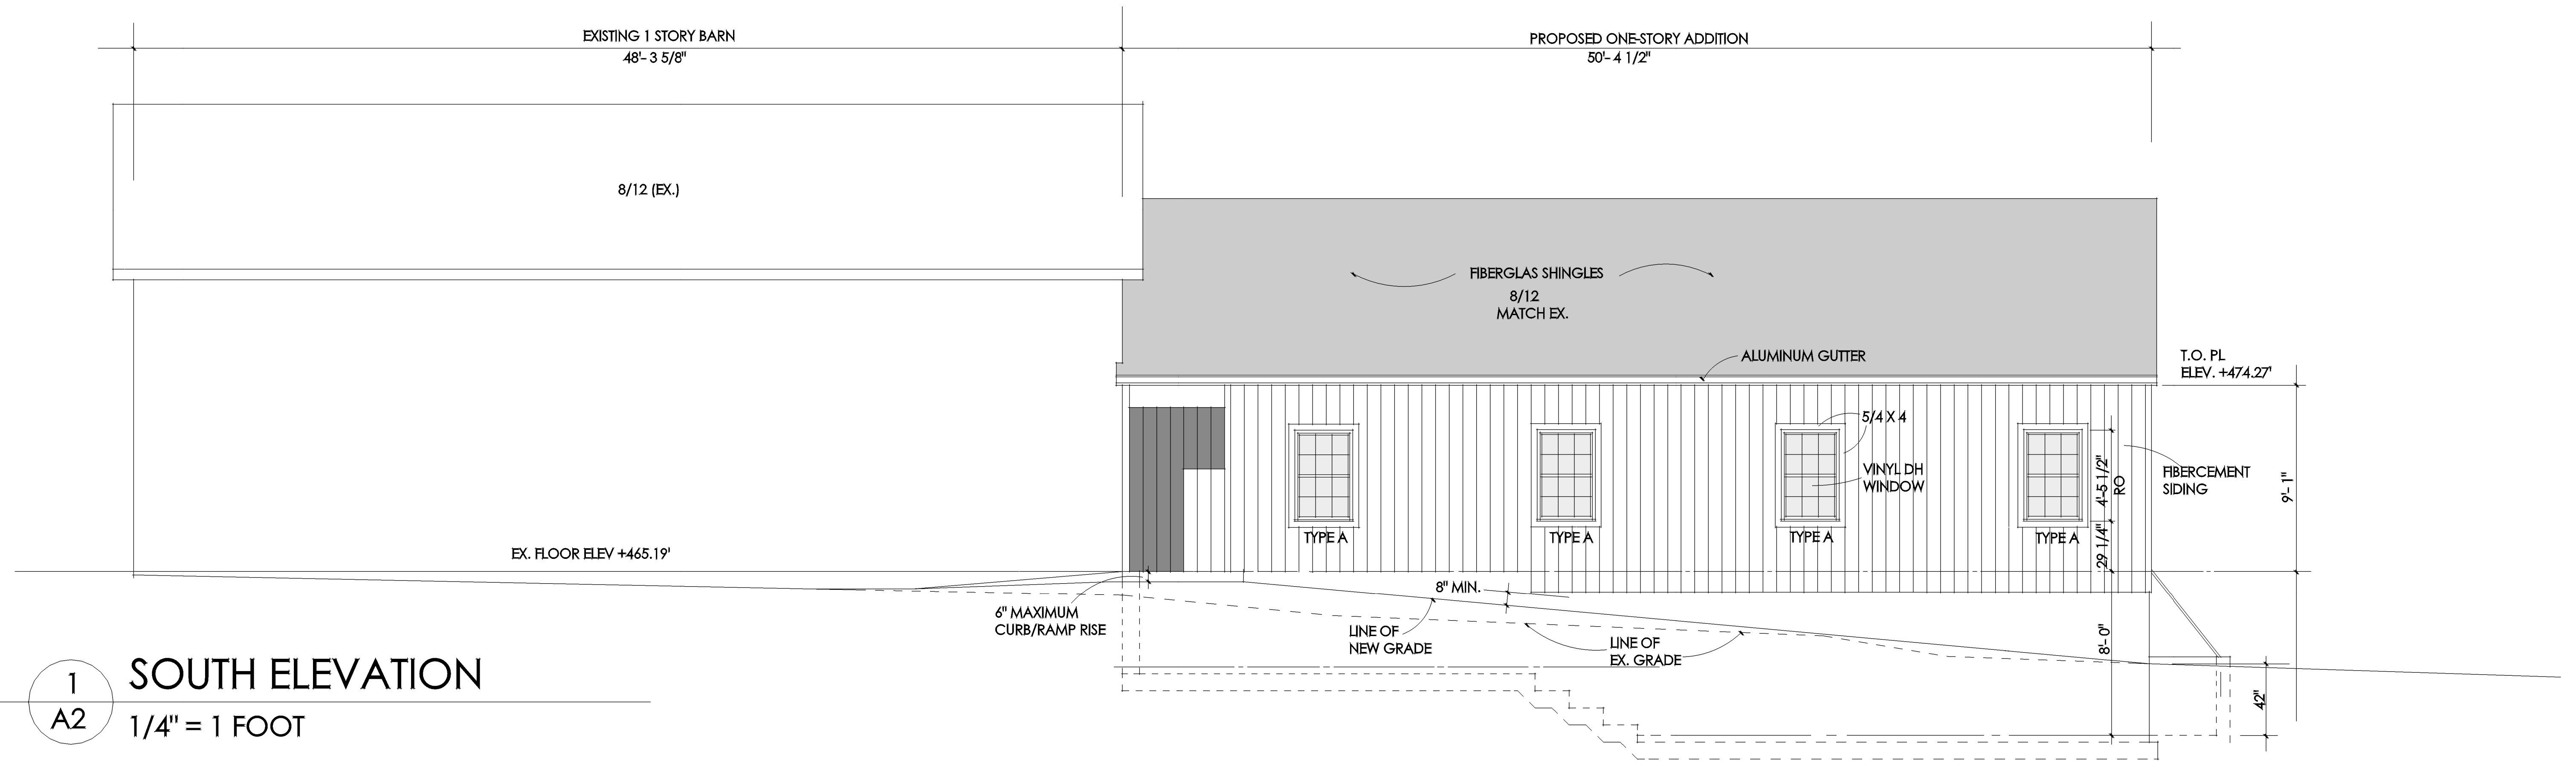 EXISTING 1 STORY BARN
48'- 3 5/8"
PROPOSED ONE-STORY ADDITION
50'- 4 1/2"
8/12 (EX.)
FIBERGLAS SHINGLES
8/12
MATCH EX.
ALUMINUM GUTTER
T.O. PL
ELEV. +474.27'
5/4 X 4
VINYL DH
WINDOW
4'-5 1/2"
RO
FIBERCEMENT
SIDING
9'- 1"
TYPE A
TYPE A
TYPE A
TYPE A
29 1/4"
EX. FLOOR ELEV +465.19'
8" MIN.
6" MAXIMUM
CURB/RAMP RISE
LINE OF
NEW GRADE
LINE OF
EX. GRADE
8'- 0"
42"
1
A2
SOUTH ELEVATION
1/4" = 1 FOOT